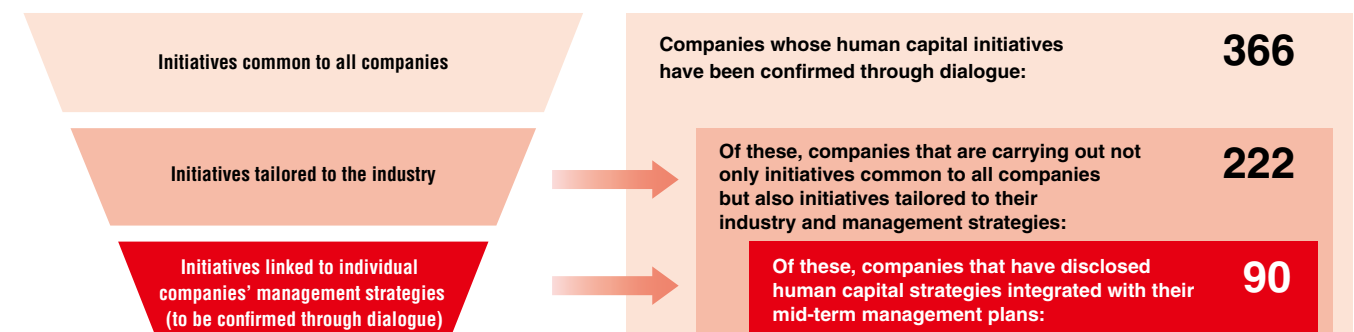 Initiatives common to all companies
Companies whose human capital initiatives
have been confirmed through dialogue:
366
Initiatives tailored to the industry
Of these, companies that are carrying out not
only initiatives common to all companies
but also initiatives tailored to their
industry and management strategies:
222
Initiatives linked to individual
companies’ management strategies
(to be confirmed through dialogue)
Of these, companies that have disclosed
human capital strategies integrated with their
mid-term management plans:
90